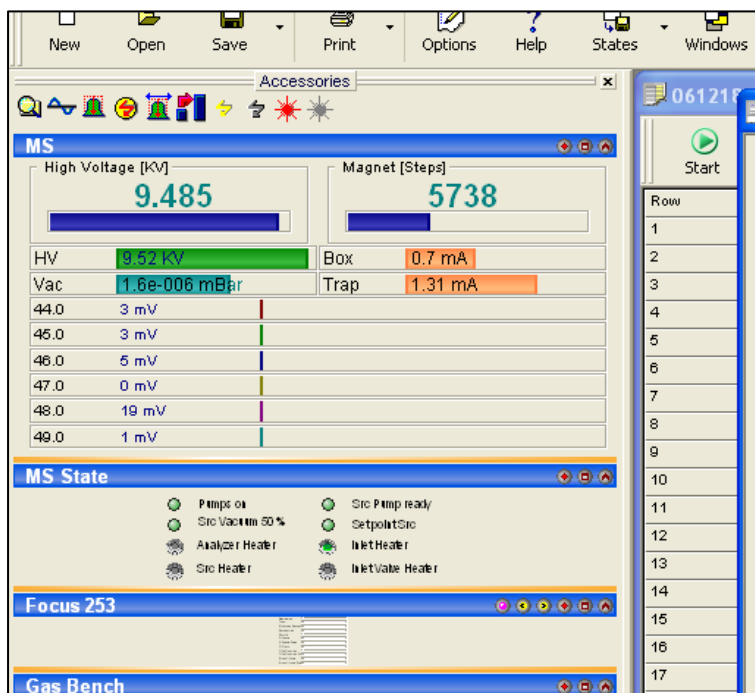 New Open Save Print Options Help States Windows
Accessories
MS
High Voltage [KV] Magnet [Steps]
9.485 5738
HV 9.52 KV Box 0.7 mA
Vac 1.6e-006 mBar Trap 1.31 mA
44.0 3 mV
45.0 3 mV
46.0 5 mV
47.0 0 mV
48.0 19 mV
49.0 1 mV
MS State
Pumps on Src Pump ready
Src Vacuum 50 % Setpoint Src
Analyzer Heater Inlet Heater
Src Heater Inlet Valve Heater
Focus 253
Gas Bench
061218
Start
Row
1
2
3
4
5
6
7
8
9
10
11
12
13
14
15
16
17